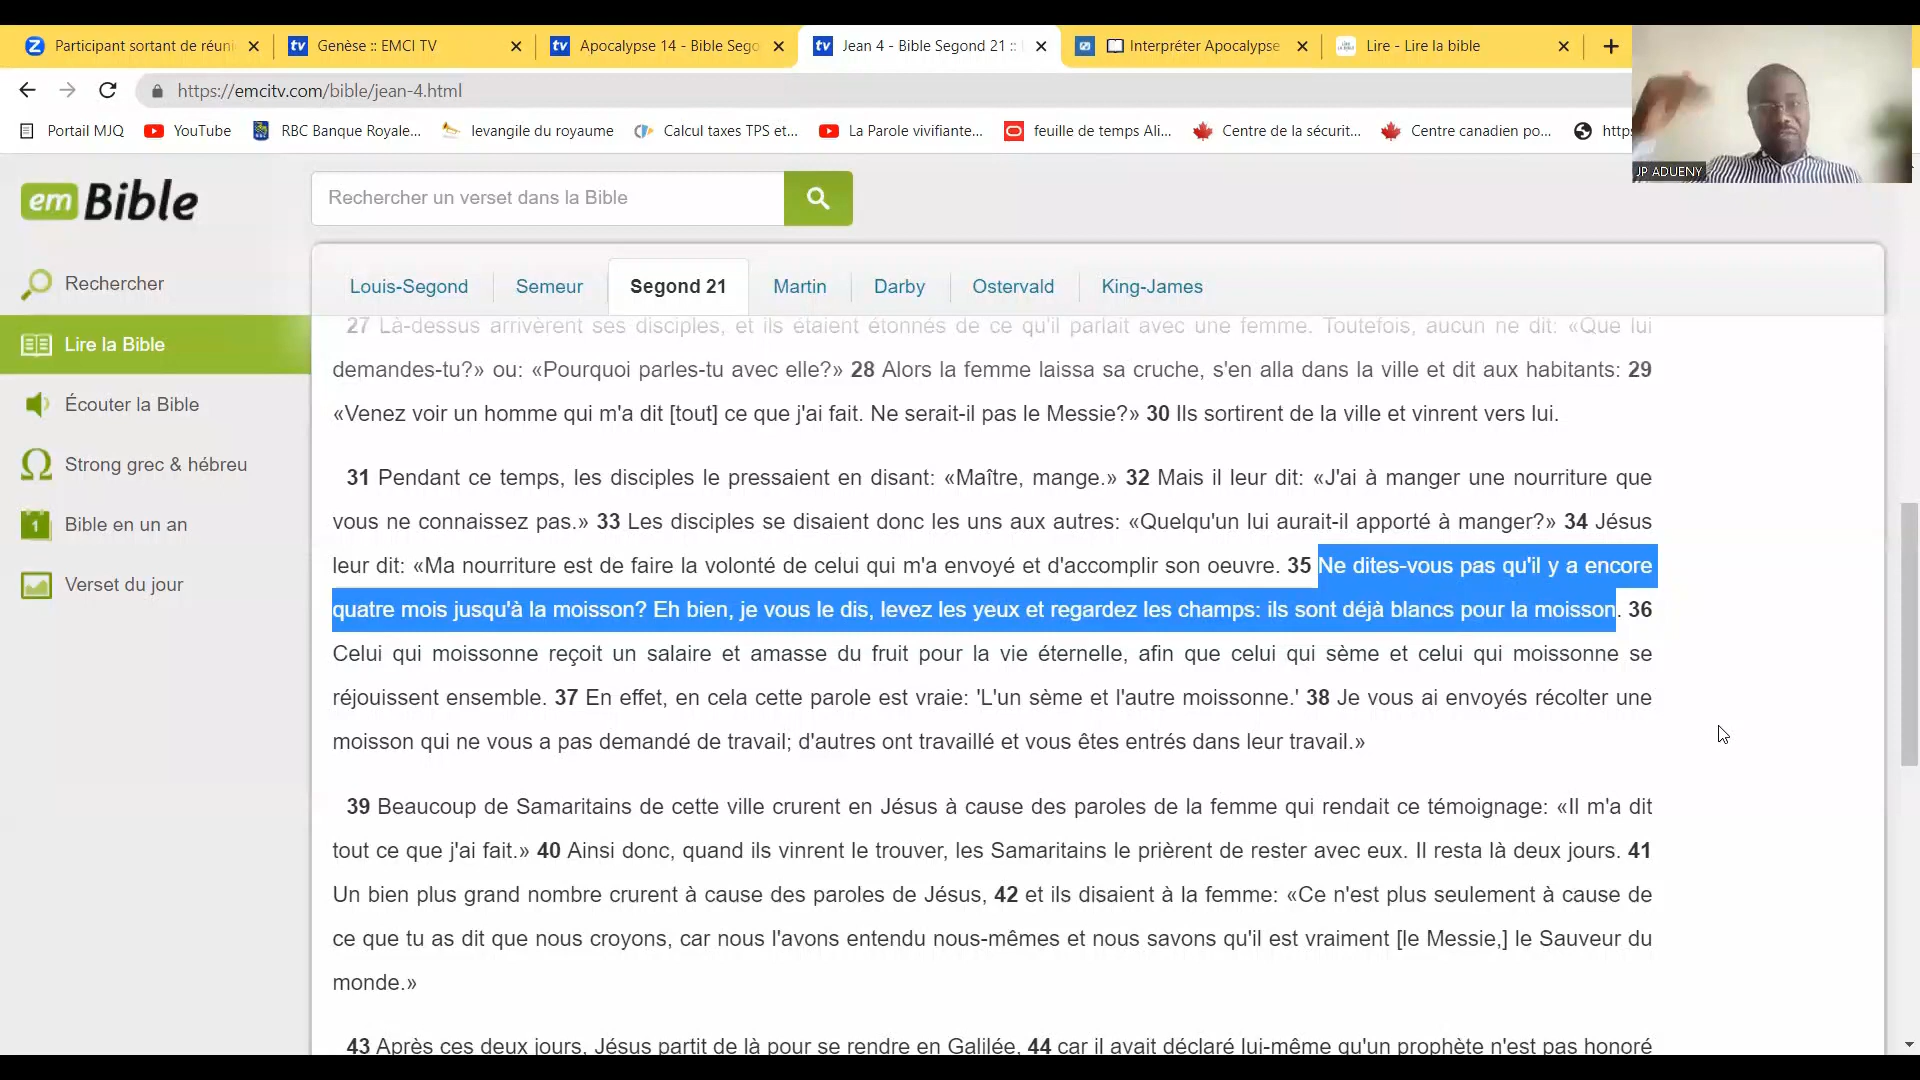 Participant sortant de réuni
Genèse :: EMCI TV
Apocalypse 14 - Bible Sego
Jean 4 - Bible Segond 21 ::
Interpréter Apocalypse
Lire - Lire la bible
https://emcitv.com/bible/jean-4.html
Portail MJQ
YouTube
RBC Banque Royale...
levangile du royaume
Calcul taxes TPS et...
La Parole vivifiante...
feuille de temps Ali...
Centre de la sécurit...
Centre canadien po...
https
JP ADUENY
em Bible
Rechercher un verset dans la Bible
Rechercher
Lire la Bible
Écouter la Bible
Strong grec & hébreu
1
Bible en un an
Verset du jour
Louis-Segond
Semeur
Segond 21
Martin
Darby
Ostervald
King-James
27 Là-dessus arrivèrent ses disciples, et ils étaient étonnés de ce qu'il parlait avec une femme. Toutefois, aucun ne dit: «Que lui
demandes-tu?» ou: «Pourquoi parles-tu avec elle?» 28 Alors la femme laissa sa cruche, s'en alla dans la ville et dit aux habitants: 29
«Venez voir un homme qui m'a dit [tout] ce que j'ai fait. Ne serait-il pas le Messie?» 30 Ils sortirent de la ville et vinrent vers lui.
31 Pendant ce temps, les disciples le pressaient en disant: «Maître, mange.» 32 Mais il leur dit: «J'ai à manger une nourriture que
vous ne connaissez pas.» 33 Les disciples se disaient donc les uns aux autres: «Quelqu'un lui aurait-il apporté à manger?» 34 Jésus
leur dit: «Ma nourriture est de faire la volonté de celui qui m'a envoyé et d'accomplir son oeuvre. 35 Ne dites-vous pas qu'il y a encore
quatre mois jusqu'à la moisson? Eh bien, je vous le dis, levez les yeux et regardez les champs: ils sont déjà blancs pour la moisson. 36
Celui qui moissonne reçoit un salaire et amasse du fruit pour la vie éternelle, afin que celui qui sème et celui qui moissonne se
réjouissent ensemble. 37 En effet, en cela cette parole est vraie: 'L'un sème et l'autre moissonne.' 38 Je vous ai envoyés récolter une
moisson qui ne vous a pas demandé de travail; d'autres ont travaillé et vous êtes entrés dans leur travail.»
39 Beaucoup de Samaritains de cette ville crurent en Jésus à cause des paroles de la femme qui rendait ce témoignage: «Il m'a dit
tout ce que j'ai fait.» 40 Ainsi donc, quand ils vinrent le trouver, les Samaritains le prièrent de rester avec eux. Il resta là deux jours. 41
Un bien plus grand nombre crurent à cause des paroles de Jésus, 42 et ils disaient à la femme: «Ce n'est plus seulement à cause de
ce que tu as dit que nous croyons, car nous l'avons entendu nous-mêmes et nous savons qu'il est vraiment [le Messie,] le Sauveur du
monde.»
43 Après ces deux jours, Jésus partit de là pour se rendre en Galilée, 44 car il avait déclaré lui-même qu'un prophète n'est pas honoré